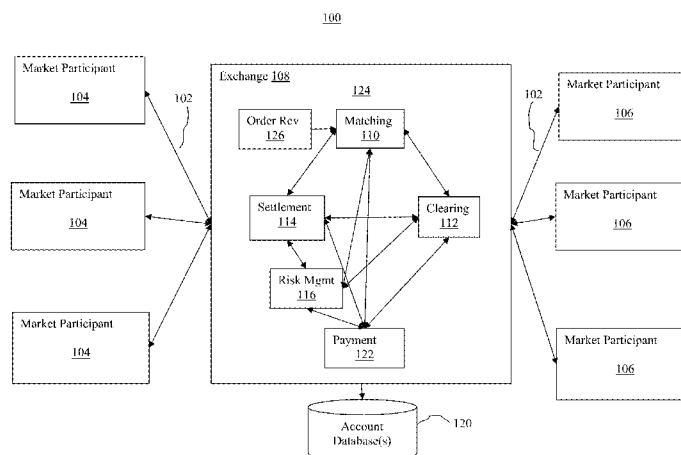 100
Market Participant
104
102
Market Participant
104
Market Participant
104
Exchange 108
124
Order Rcv
126
Matching
110
Settlement
114
Clearing
112
Risk Mgmt
116
Payment
122
Account
Database(s)
120
102
Market Participant
106
Market Participant
106
Market Participant
106